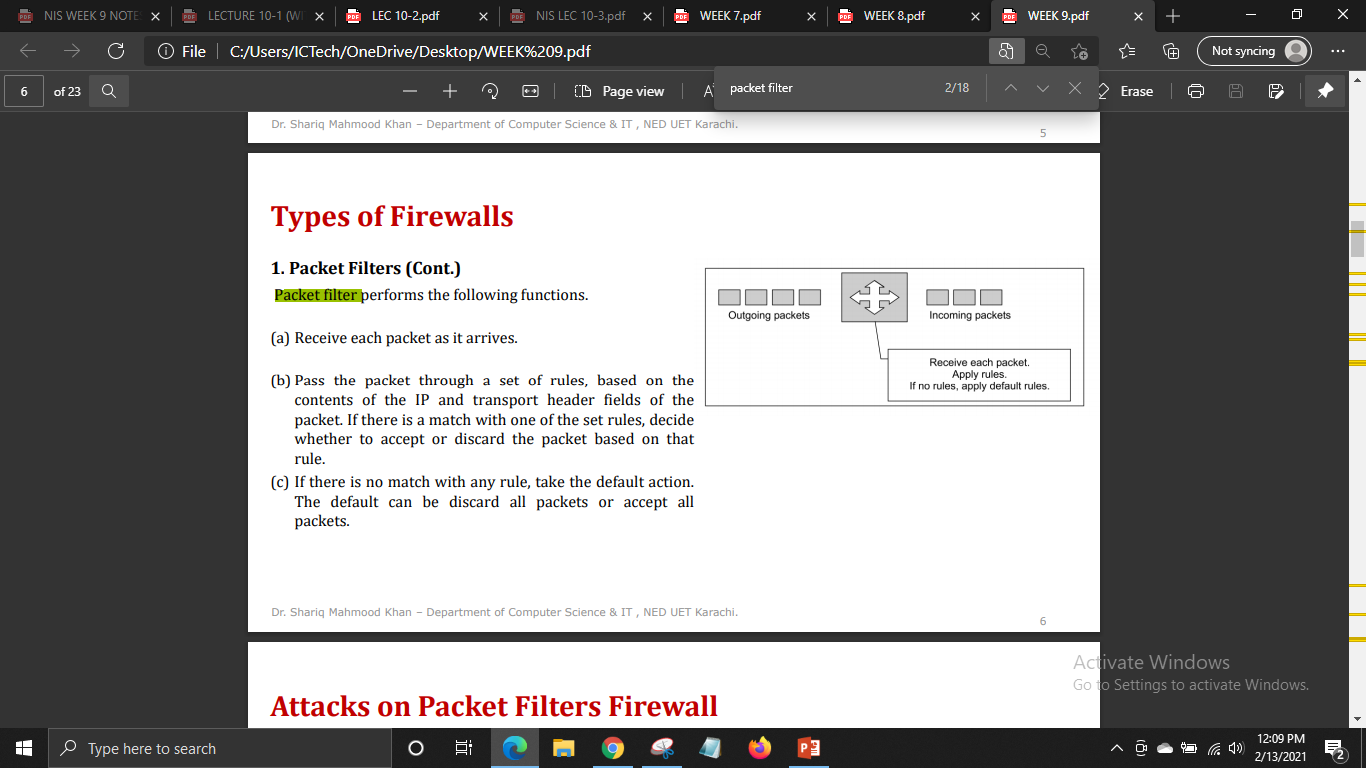 NIS WEEK 9 NOTE
LECTURE 10-1 (W
LEC 10-2.pdf
NIS LEC 10-3.pdf
WEEK 7.pdf
WEEK 8.pdf
WEEK 9.pdf
File
C:/Users/ICTech/OneDrive/Desktop/WEEK%209.pdf
Not syncing
6
of 23
Page view
packet filter
2/18
Erase
Dr. Shariq Mahmood Khan – Department of Computer Science & IT , NED UET Karachi.
5
Types of Firewalls
1. Packet Filters (Cont.)
Packet filter performs the following functions.
(a) Receive each packet as it arrives.
(b) Pass the packet through a set of rules, based on the
contents of the IP and transport header fields of the
packet. If there is a match with one of the set rules, decide
whether to accept or discard the packet based on that
rule.
(c) If there is no match with any rule, take the default action.
The default can be discard all packets or accept all
packets.
Outgoing packets
Incoming packets
Receive each packet.
Apply rules.
If no rules, apply default rules.
Dr. Shariq Mahmood Khan – Department of Computer Science & IT , NED UET Karachi.
6
Attacks on Packet Filters Firewall
Activate Windows
Go to Settings to activate Windows.
Type here to search
12:09 PM
2/13/2021
2